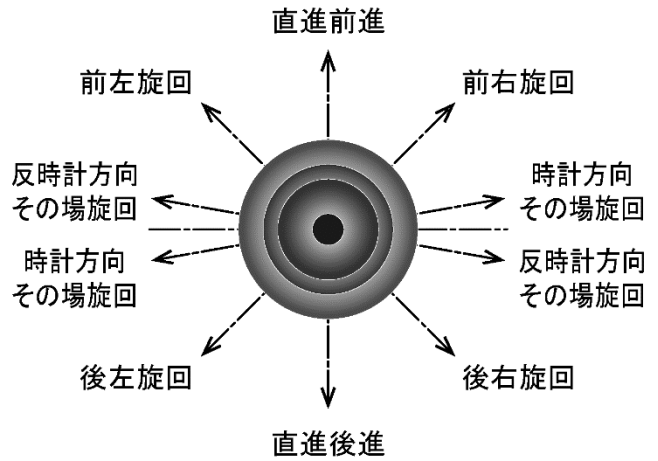 直進前進
前左旋回
前右旋回
反時計方向
その場旋回
時計方向
その場旋回
時計方向
その場旋回
反時計方向
その場旋回
後左旋回
後右旋回
直進後進